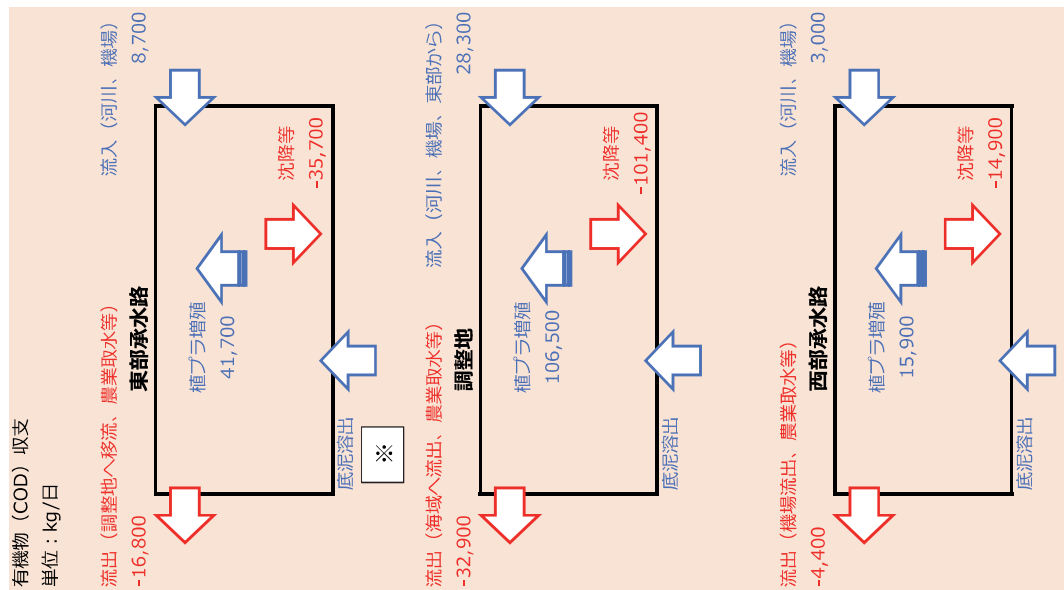 有機物（COD）収支
単位：kg/日
流出（調整地へ移流、農業取水等）
-16,800
流入（河川、機場）
8,700
東部承水路
植プラ増殖
41,700
沈降等
-35,700
底泥溶出
※
流出（海域へ流出、農業取水等）
-32,900
流入（河川、機場、東部から）
28,300
調整地
植プラ増殖
106,500
沈降等
-101,400
底泥溶出
流出（機場流出、農業取水等）
-4,400
流入（河川、機場）
3,000
西部承水路
植プラ増殖
15,900
沈降等
-14,900
底泥溶出